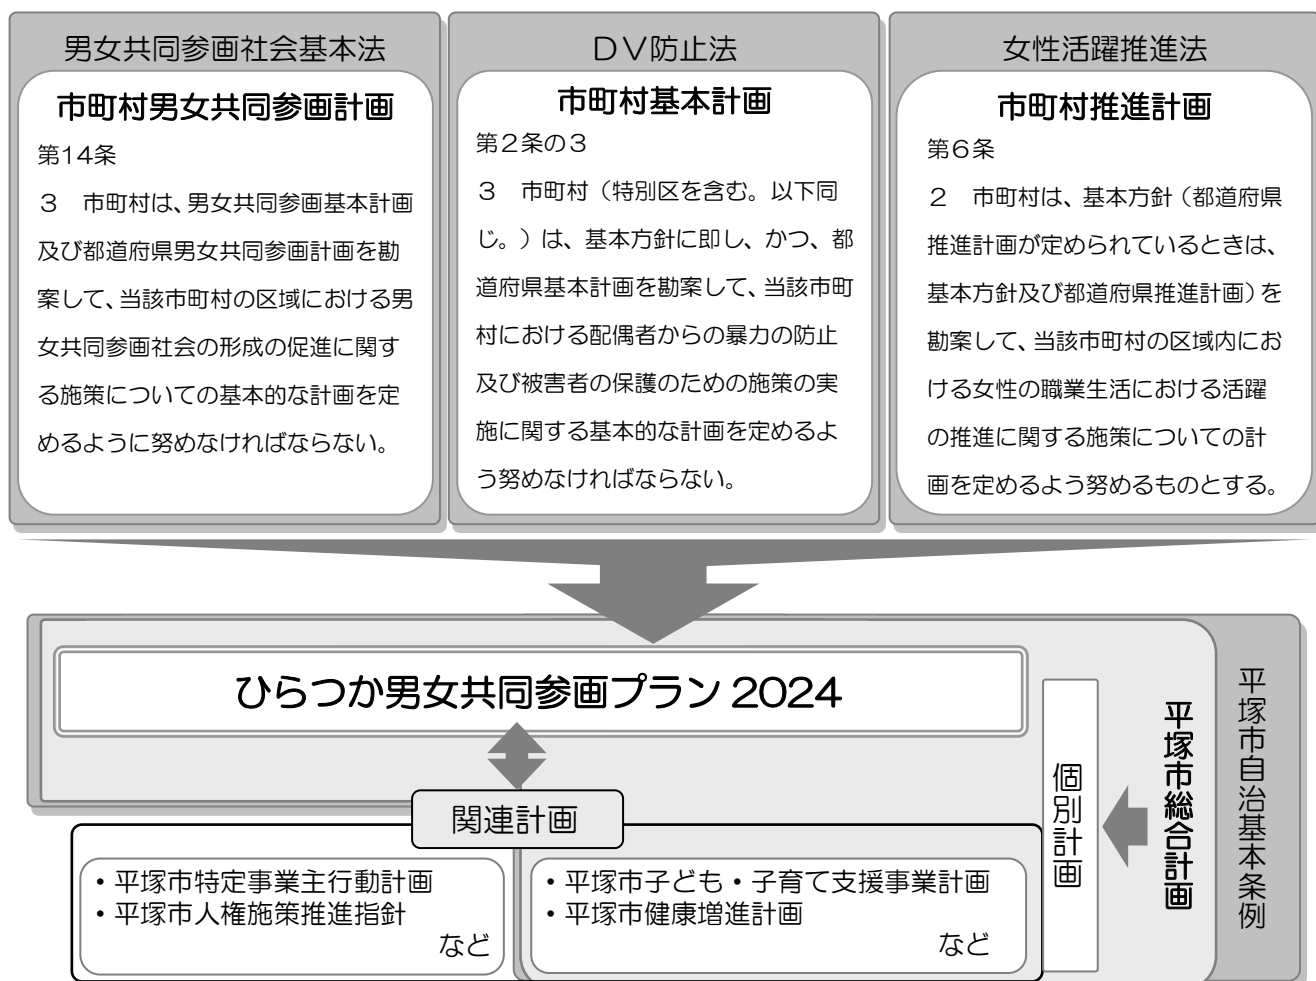 男女共同参画社会基本法
市町村男女共同参画計画
第14条
３　市町村は、男女共同参画基本計画
及び都道府県男女共同参画計画を勘
案して、当該市町村の区域における男
女共同参画社会の形成の促進に関す
る施策についての基本的な計画を定
めるように努めなければならない。
ＤＶ防止法
市町村基本計画
第２条の３
３　市町村（特別区を含む。以下同
じ。）は、基本方針に即し、かつ、都
道府県基本計画を勘案して、当該市町
村における配偶者からの暴力の防止
及び被害者の保護のための施策の実
施に関する基本的な計画を定めるよ
う努めなければならない。
女性活躍推進法
市町村推進計画
第６条
２　市町村は、基本方針（都道府県
推進計画が定められているときは、
基本方針及び都道府県推進計画）を
勘案して、当該市町村の区域内にお
ける女性の職業生活における活躍
の推進に関する施策についての計
画を定めるよう努めるものとする。
ひらつか男女共同参画プラン 2024
関連計画
・平塚市特定事業主行動計画
・平塚市人権施策推進指針
など
・平塚市子ども・子育て支援事業計画
・平塚市健康増進計画
など
個別計画
平塚市総合計画
平塚市自治基本条例